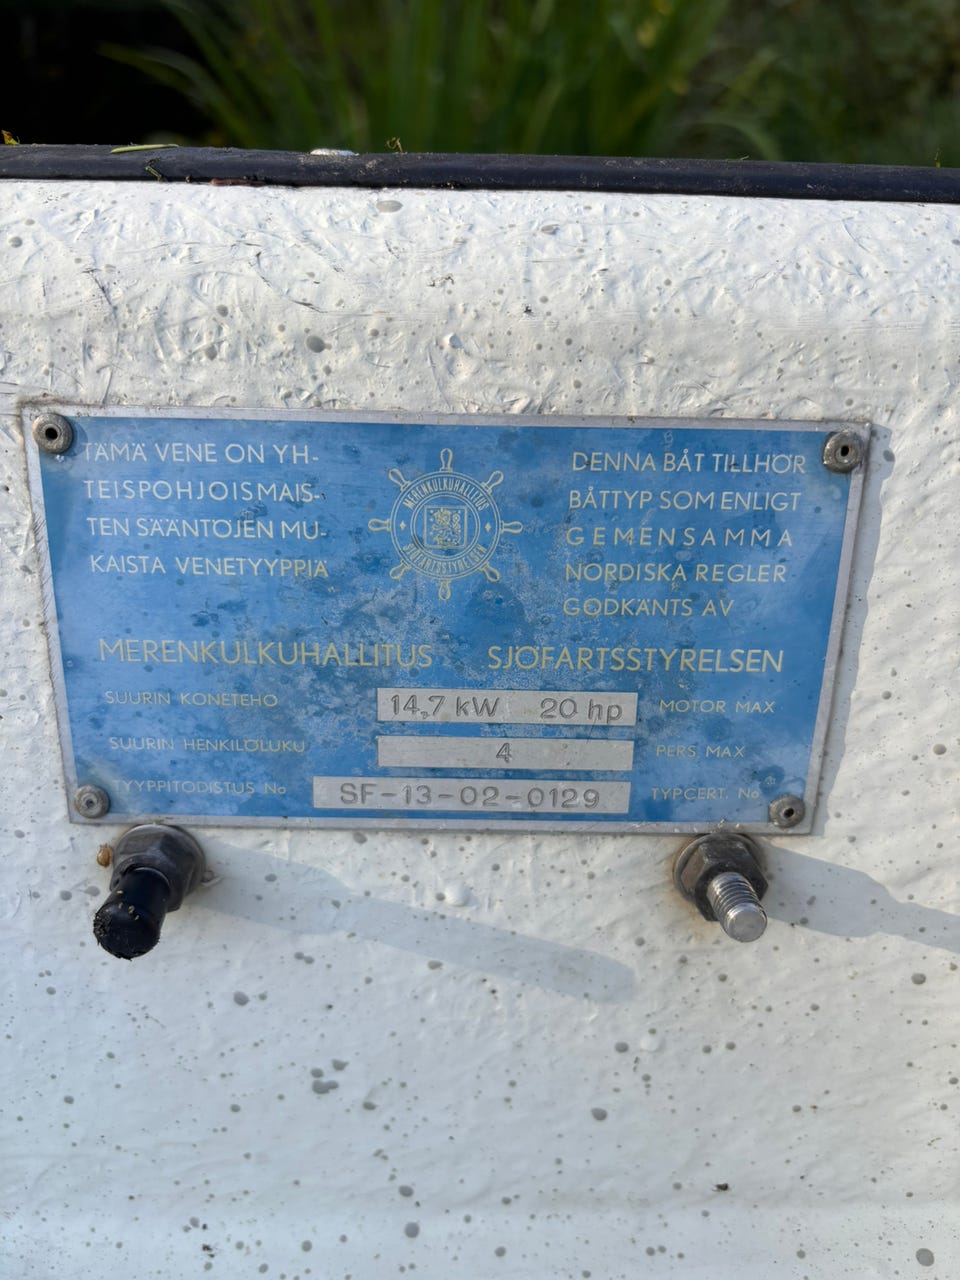 TÄMÄ VENE ON YH-
TEISPOHJOISMAIS-
TEN SÄÄNTÖJEN MU-
KAISTA VENETYYPPIÄ
MERENKULKUHALLITUS
SJÖFARTSSTYRELSEN
DENNA BÅT TILLHÖR
BÅTTYP SOM ENLIGT
GEMENSAMMA
NORDISKA REGLER
GODKÄNTS AV
MERENKULKUHALLITUS SJÖFARTSSTYRELSEN
SUURIN KONETEHO 14,7 kW 20 hp MOTOR MAX
SUURIN HENKILÖLUKU 4 PERS MAX
TYYPPITODISTUS No SF-13-02-0129 TYPCERT. No